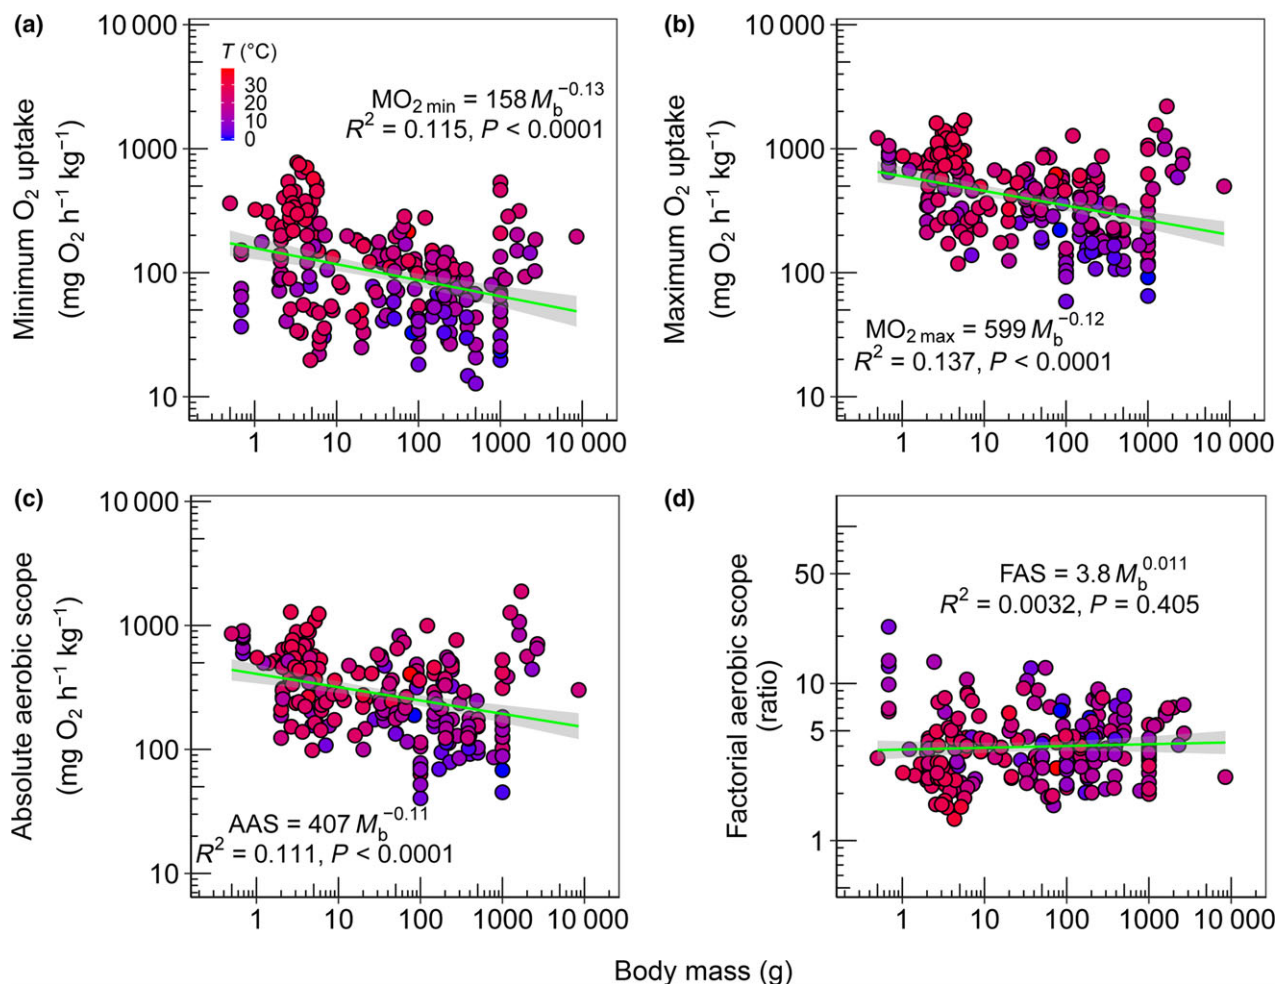 (a)
Minimum O₂ uptake
(mg O₂ h⁻¹ kg⁻¹)
10 000
1000
100
10
T (°C)
30
20
10
0
MO₂ min = 158 M_b^−0.13
R² = 0.115, P < 0.0001
1 10 100 1000 10 000
(b)
Maximum O₂ uptake
(mg O₂ h⁻¹ kg⁻¹)
10 000
1000
100
10
MO₂ max = 599 M_b^−0.12
R² = 0.137, P < 0.0001
1 10 100 1000 10 000
(c)
Absolute aerobic scope
(mg O₂ h⁻¹ kg⁻¹)
10 000
1000
100
10
AAS = 407 M_b^−0.11
R² = 0.111, P < 0.0001
1 10 100 1000 10 000
(d)
Factorial aerobic scope
(ratio)
50
10
5
1
FAS = 3.8 M_b^0.011
R² = 0.0032, P = 0.405
1 10 100 1000 10 000
Body mass (g)